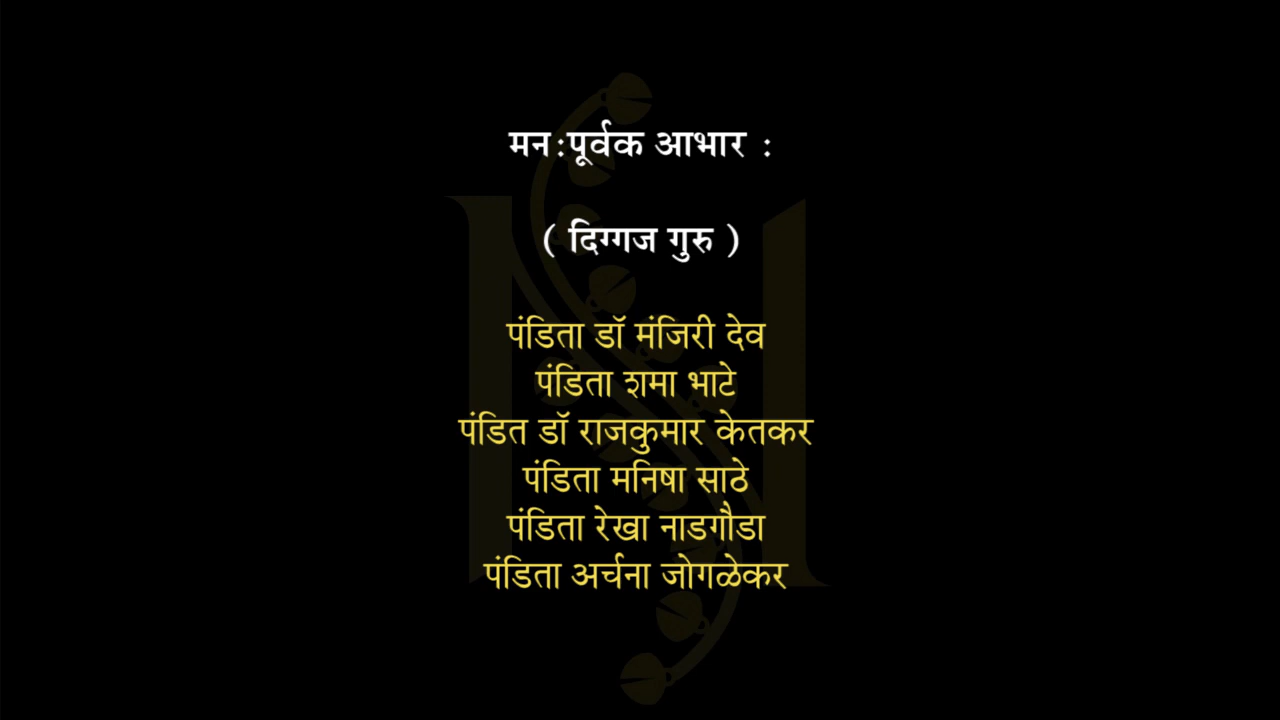 मनःपूर्वक आभार :
( दिग्गज गुरु )
पंडिता डॉ मंजिरी देव
पंडिता शमा भाटे
पंडित डॉ राजकुमार केतकर
पंडिता मनिषा साठे
पंडिता रेखा नाडगौडा
पंडिता अर्चना जोगळेकर